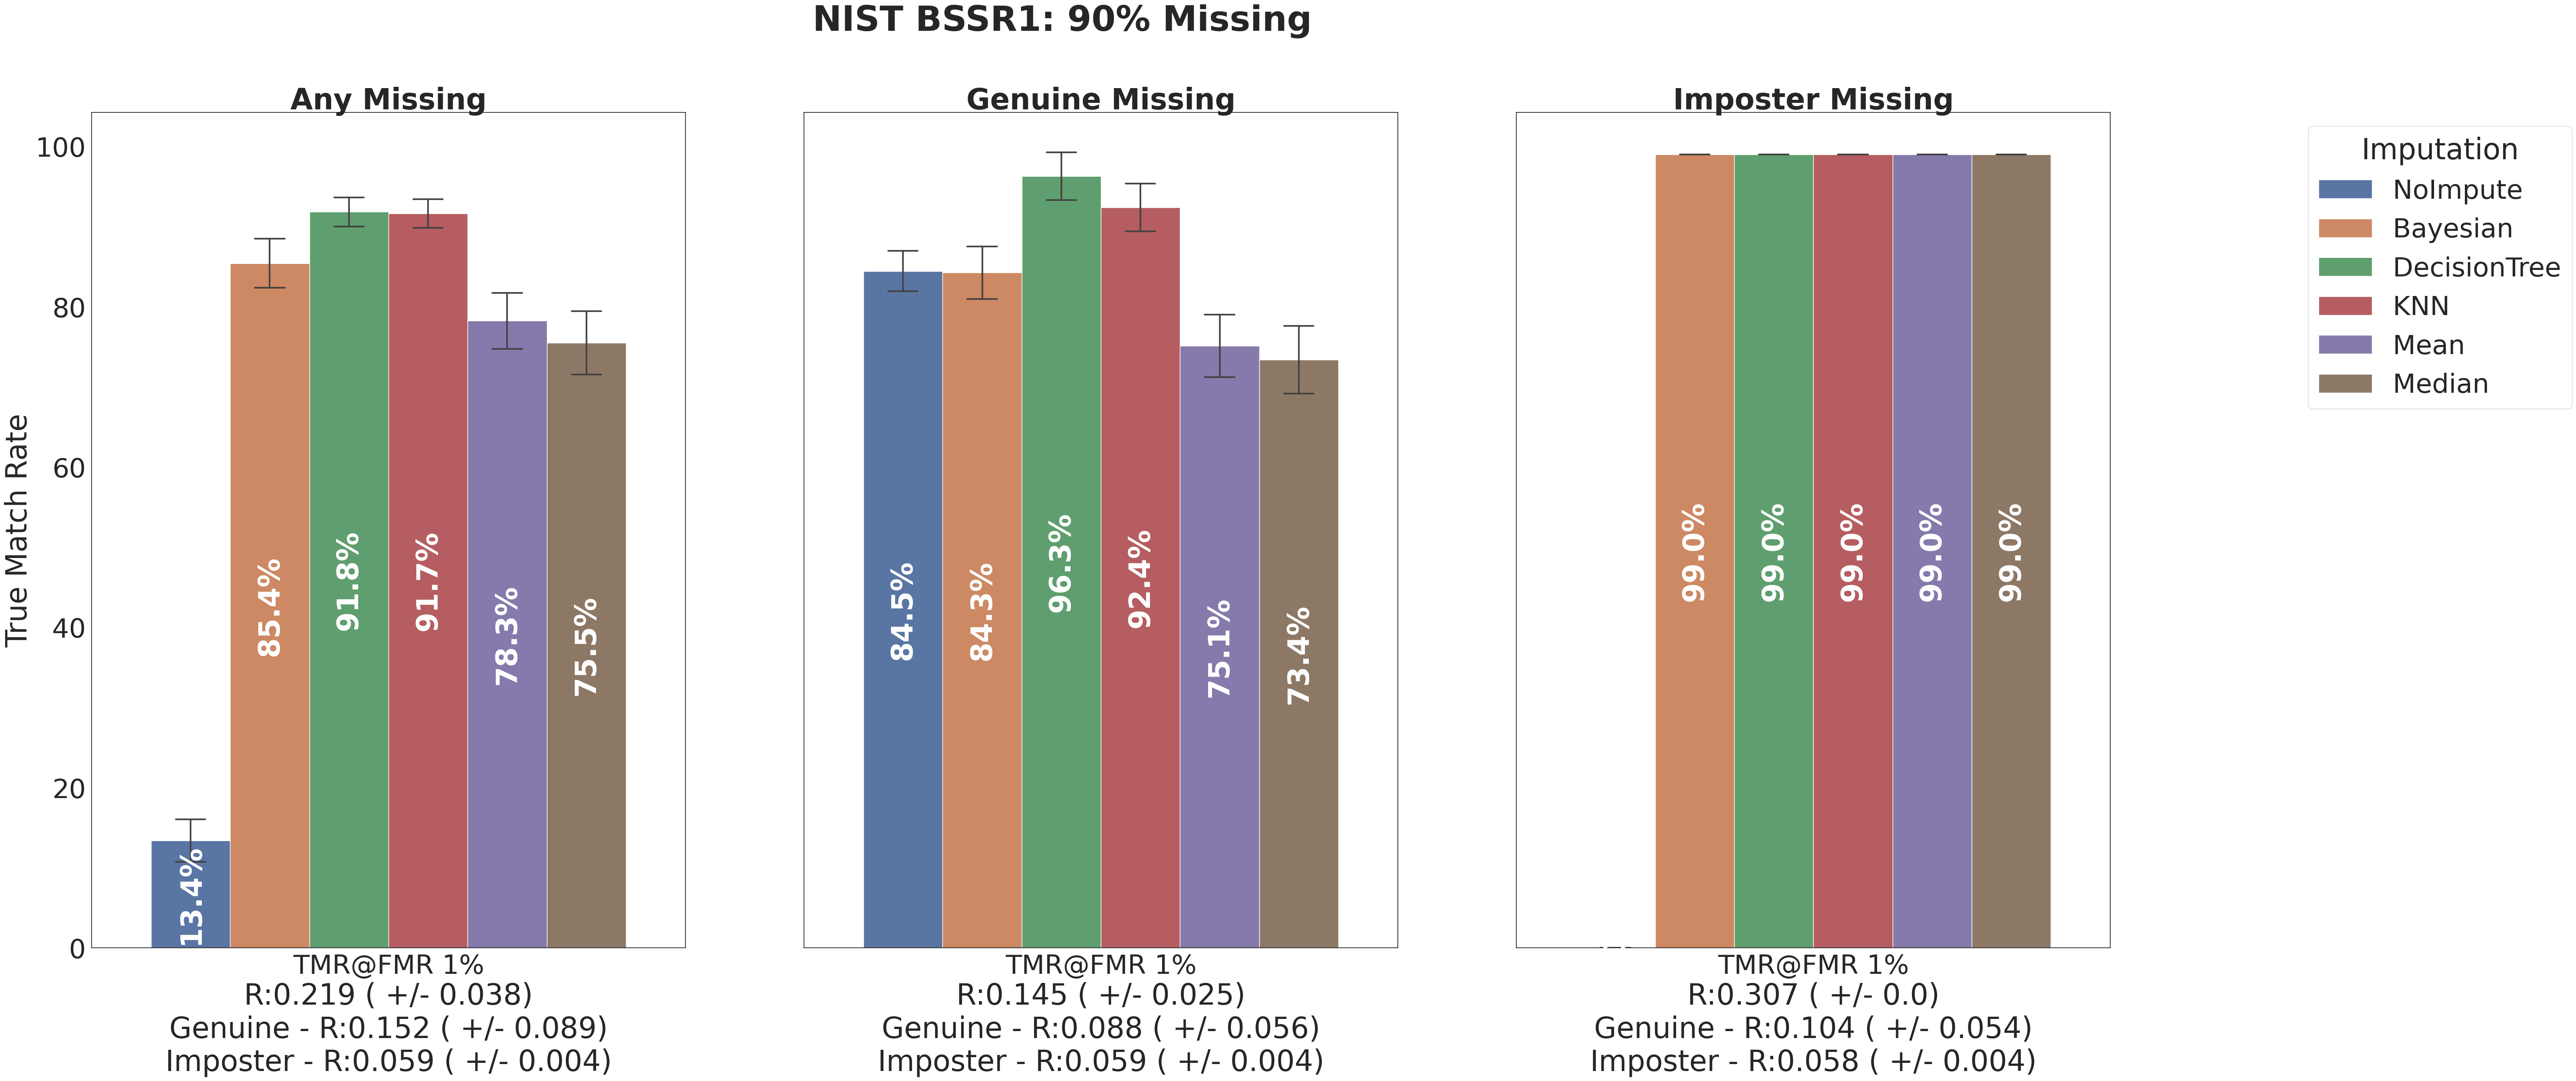 NIST BSSR1: 90% Missing
Any Missing
Genuine Missing
Imposter Missing
True Match Rate
100
80
60
40
20
0
13.4%
85.4%
91.8%
91.7%
78.3%
75.5%
84.5%
84.3%
96.3%
92.4%
75.1%
73.4%
99.0%
99.0%
99.0%
99.0%
99.0%
TMR@FMR 1%
R:0.219 ( +/- 0.038)
Genuine - R:0.152 ( +/- 0.089)
Imposter - R:0.059 ( +/- 0.004)
TMR@FMR 1%
R:0.145 ( +/- 0.025)
Genuine - R:0.088 ( +/- 0.056)
Imposter - R:0.059 ( +/- 0.004)
TMR@FMR 1%
R:0.307 ( +/- 0.0)
Genuine - R:0.104 ( +/- 0.054)
Imposter - R:0.058 ( +/- 0.004)
Imputation
NoImpute
Bayesian
DecisionTree
KNN
Mean
Median